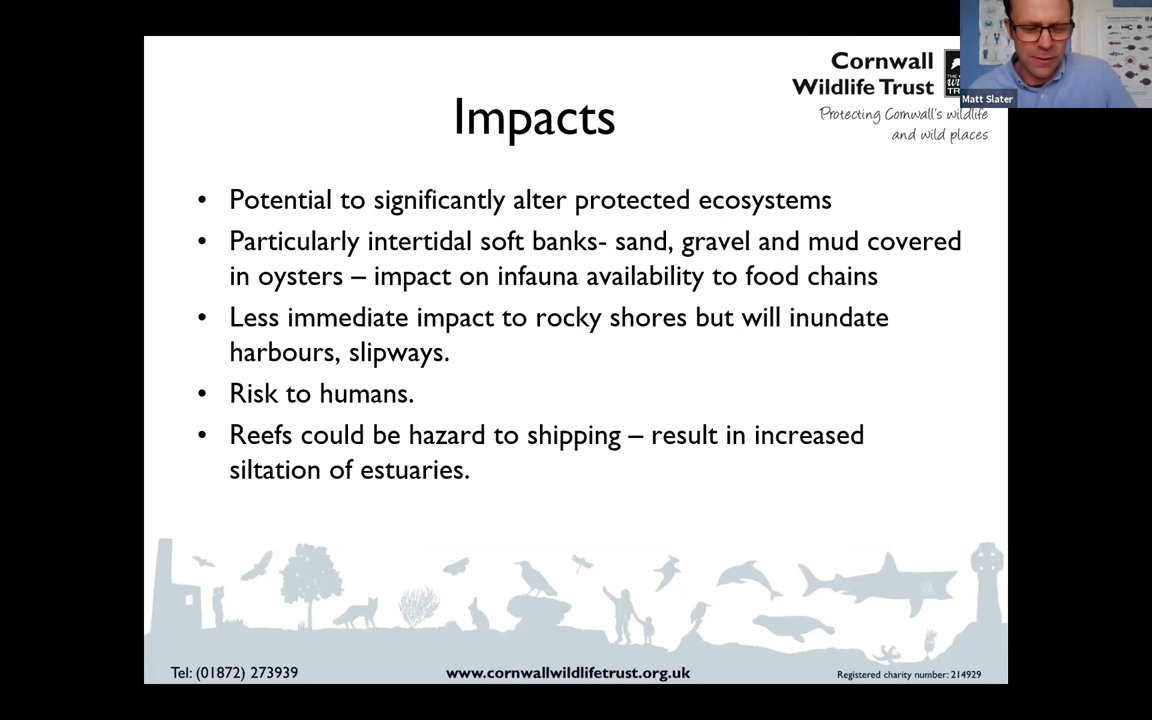 Cornwall
Wildlife Trust
Protecting Cornwall's wildlife
and wild places
Matt Slater
Impacts
• Potential to significantly alter protected ecosystems
• Particularly intertidal soft banks- sand, gravel and mud covered
in oysters – impact on infauna availability to food chains
• Less immediate impact to rocky shores but will inundate
harbours, slipways.
• Risk to humans.
• Reefs could be hazard to shipping – result in increased
siltation of estuaries.
Tel: (01872) 273939
www.cornwallwildlifetrust.org.uk
Registered charity number: 214929